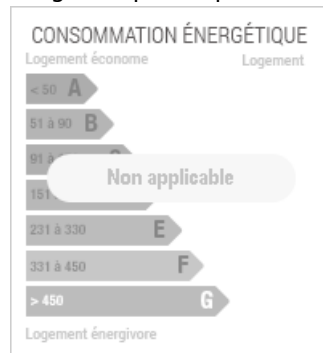 CONSOMMATION ÉNERGÉTIQUE
Logement économe Logement
< 50 A
51 à 90 B
91 à
Non applicable
151
231 à 330 E
331 à 450 F
> 450 G
Logement énergivore